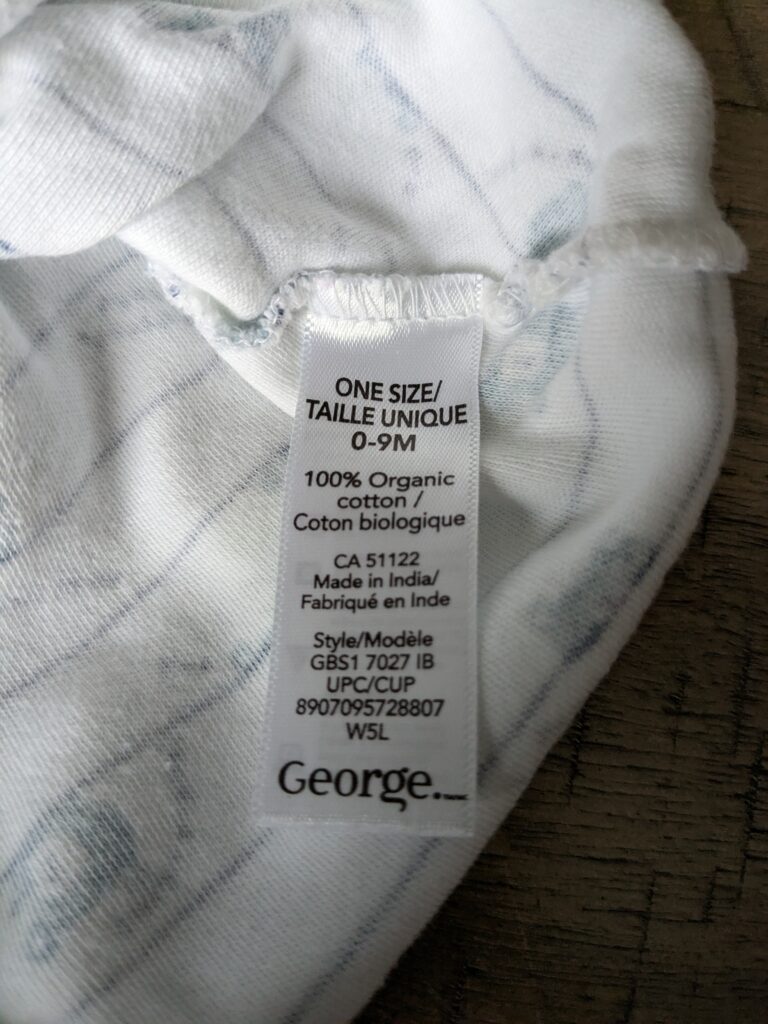 ONE SIZE/
TAILLE UNIQUE
0-9M
100% Organic
cotton /
Coton biologique
CA 51122
Made in India/
Fabriqué en Inde
Style/Modèle
GBS1 7027 IB
UPC/CUP
8907095728807
W5L
George.